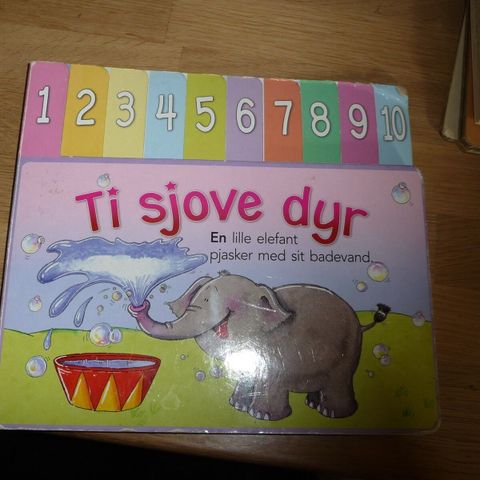 1 2 3 4 5 6 7 8 9 10
Ti sjove dyr
En lille elefant
pjasker med sit badevand.